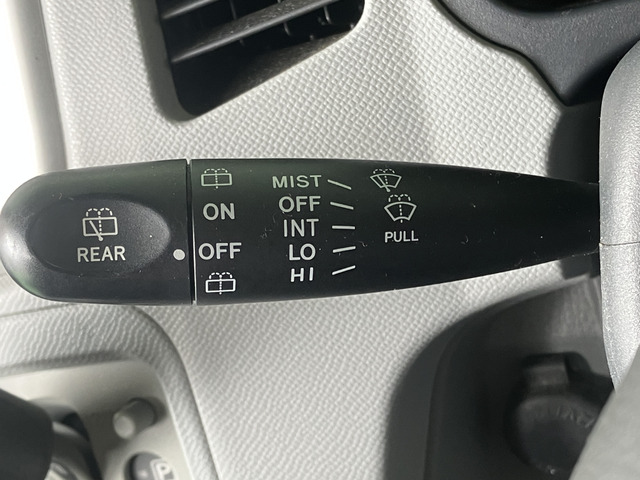 REAR
ON
OFF
MIST
OFF
INT
LO
HI
PULL
P